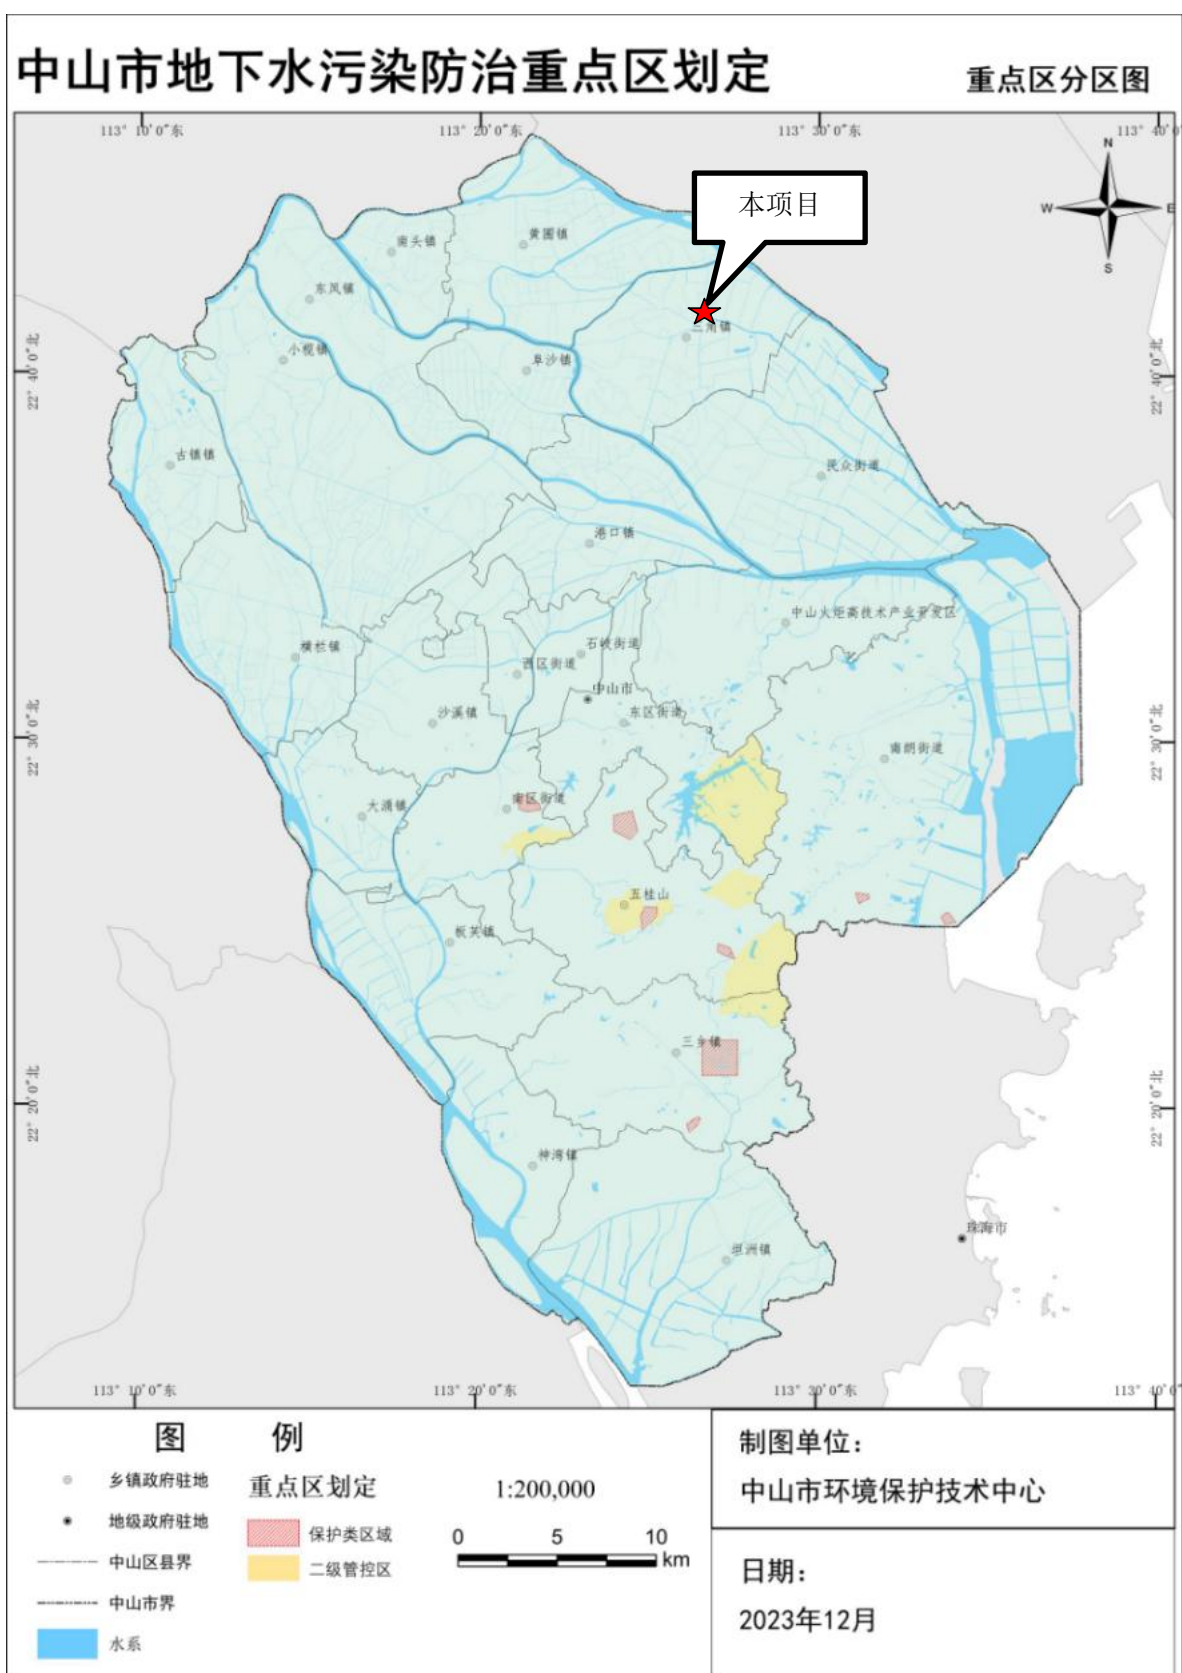 中山市地下水污染防治重点区划定
重点区分区图
113° 10′0″东
113° 20′0″东
113° 30′0″东
113° 40′0″
N
W
E
S
本项目
南头镇
黄圃镇
东凤镇
三角镇
小榄镇
阜沙镇
22° 40′0″北
22° 40′0″北
古镇镇
民众街道
港口镇
中山火炬高技术产业开发区
横栏镇
石岐街道
西区街道
中山市
沙溪镇
东区街道
22° 30′0″北
22° 30′0″北
南朗街道
大涌镇
南区街道
五桂山
板芙镇
三乡镇
22° 20′0″北
22° 20′0″北
神湾镇
坦洲镇
珠海市
113° 10′0″东
113° 20′0″东
113° 30′0″东
113° 40′0″
图 例
乡镇政府驻地
地级政府驻地
中山区县界
中山市界
水系
重点区划定
保护类区域
二级管控区
1:200,000
0 5 10
km
制图单位:
中山市环境保护技术中心
日期:
2023年12月